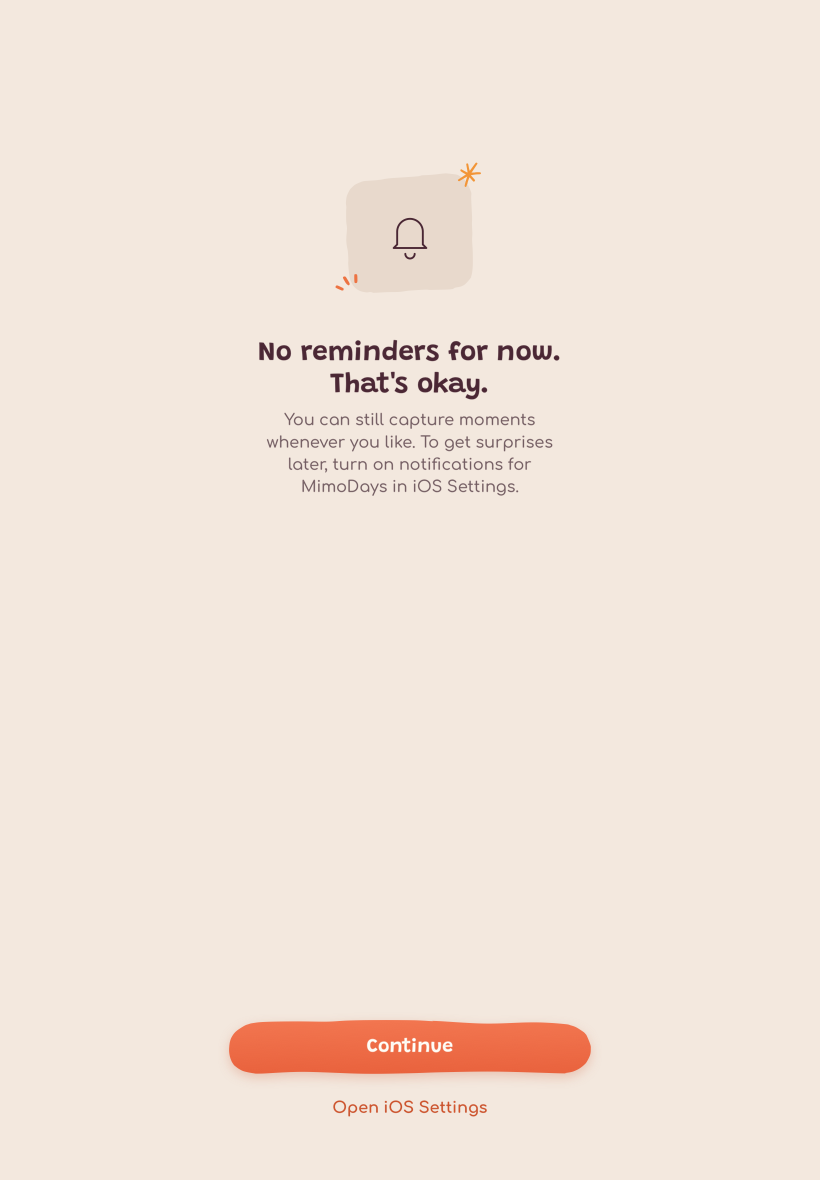 No reminders for now.
That's okay.
You can still capture moments
whenever you like. To get surprises
later, turn on notifications for
MimoDays in iOS Settings.
Continue
Open iOS Settings